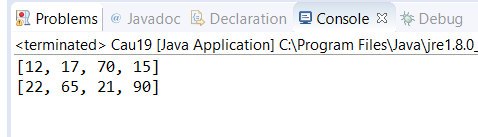 Problems @ Javadoc Declaration Console Debug
<terminated> Cau19 [Java Application] C:\Program Files\Java\jre1.8.0_
[12, 17, 70, 15]
[22, 65, 21, 90]